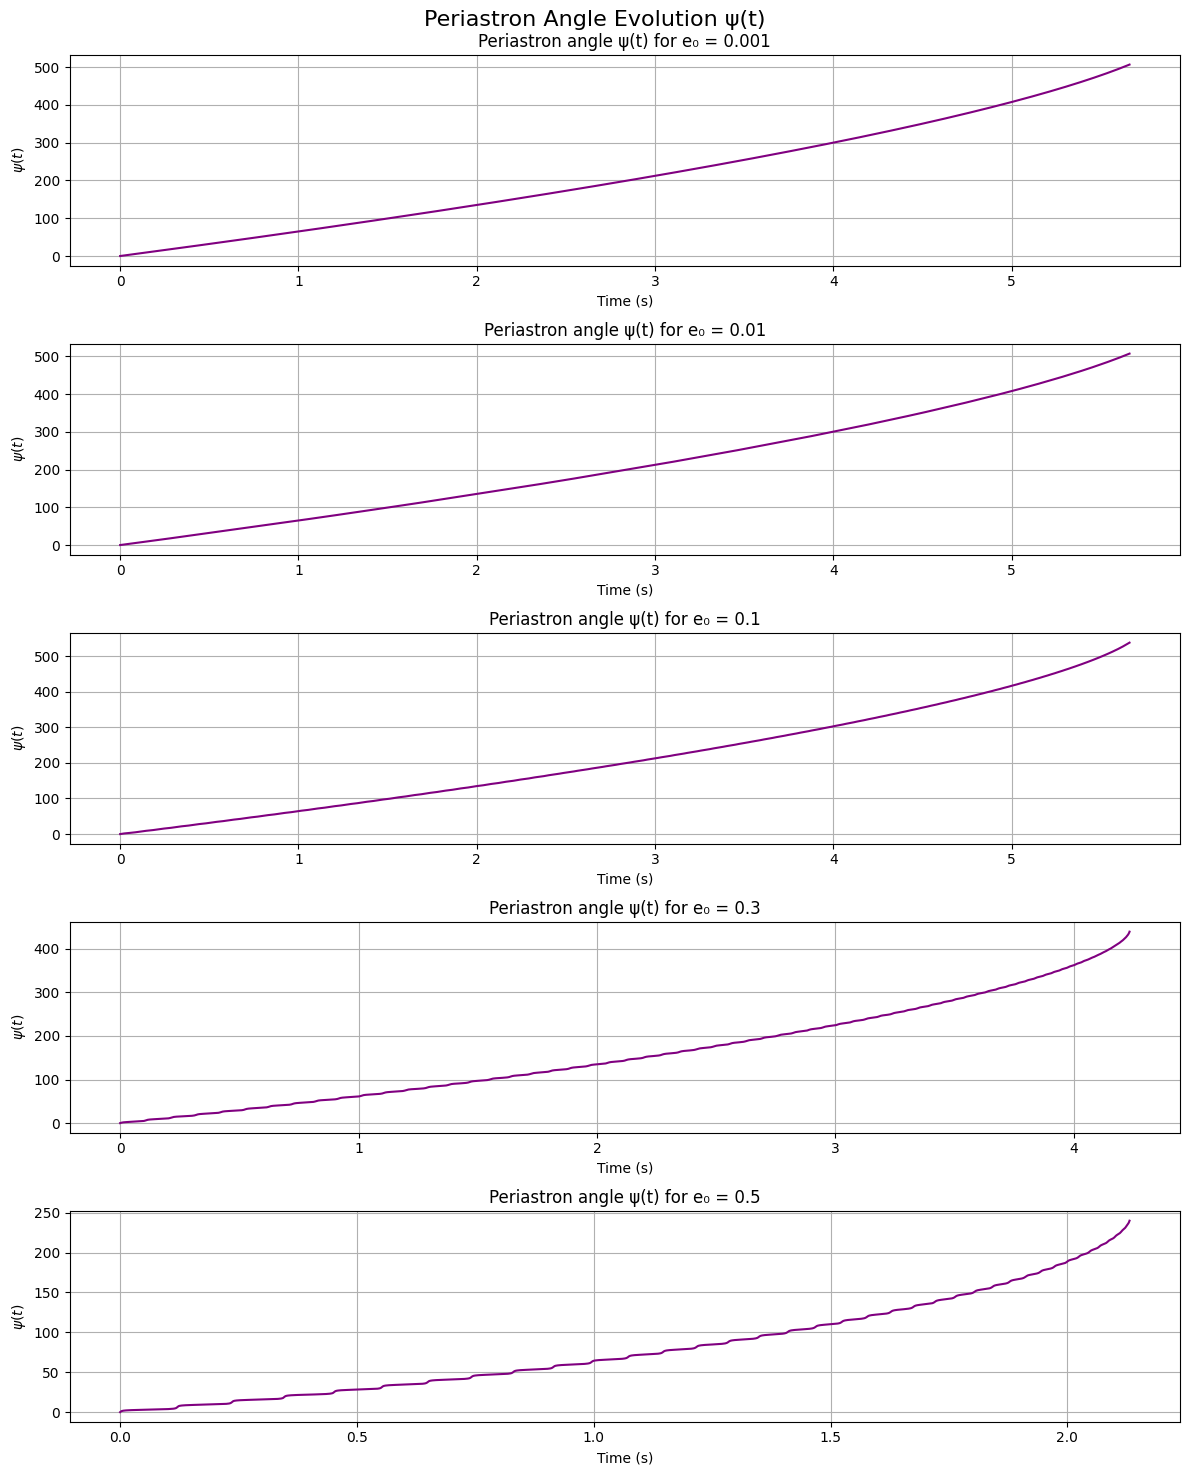 Periastron Angle Evolution ψ(t)
Periastron angle ψ(t) for e₀ = 0.001
500
400
300
200
100
0
ψ(t)
0 1 2 3 4 5
Time (s)
Periastron angle ψ(t) for e₀ = 0.01
500
400
300
200
100
0
ψ(t)
0 1 2 3 4 5
Time (s)
Periastron angle ψ(t) for e₀ = 0.1
500
400
300
200
100
0
ψ(t)
0 1 2 3 4 5
Time (s)
Periastron angle ψ(t) for e₀ = 0.3
400
300
200
100
0
ψ(t)
0 1 2 3 4
Time (s)
Periastron angle ψ(t) for e₀ = 0.5
250
200
150
100
50
0
ψ(t)
0.0 0.5 1.0 1.5 2.0
Time (s)